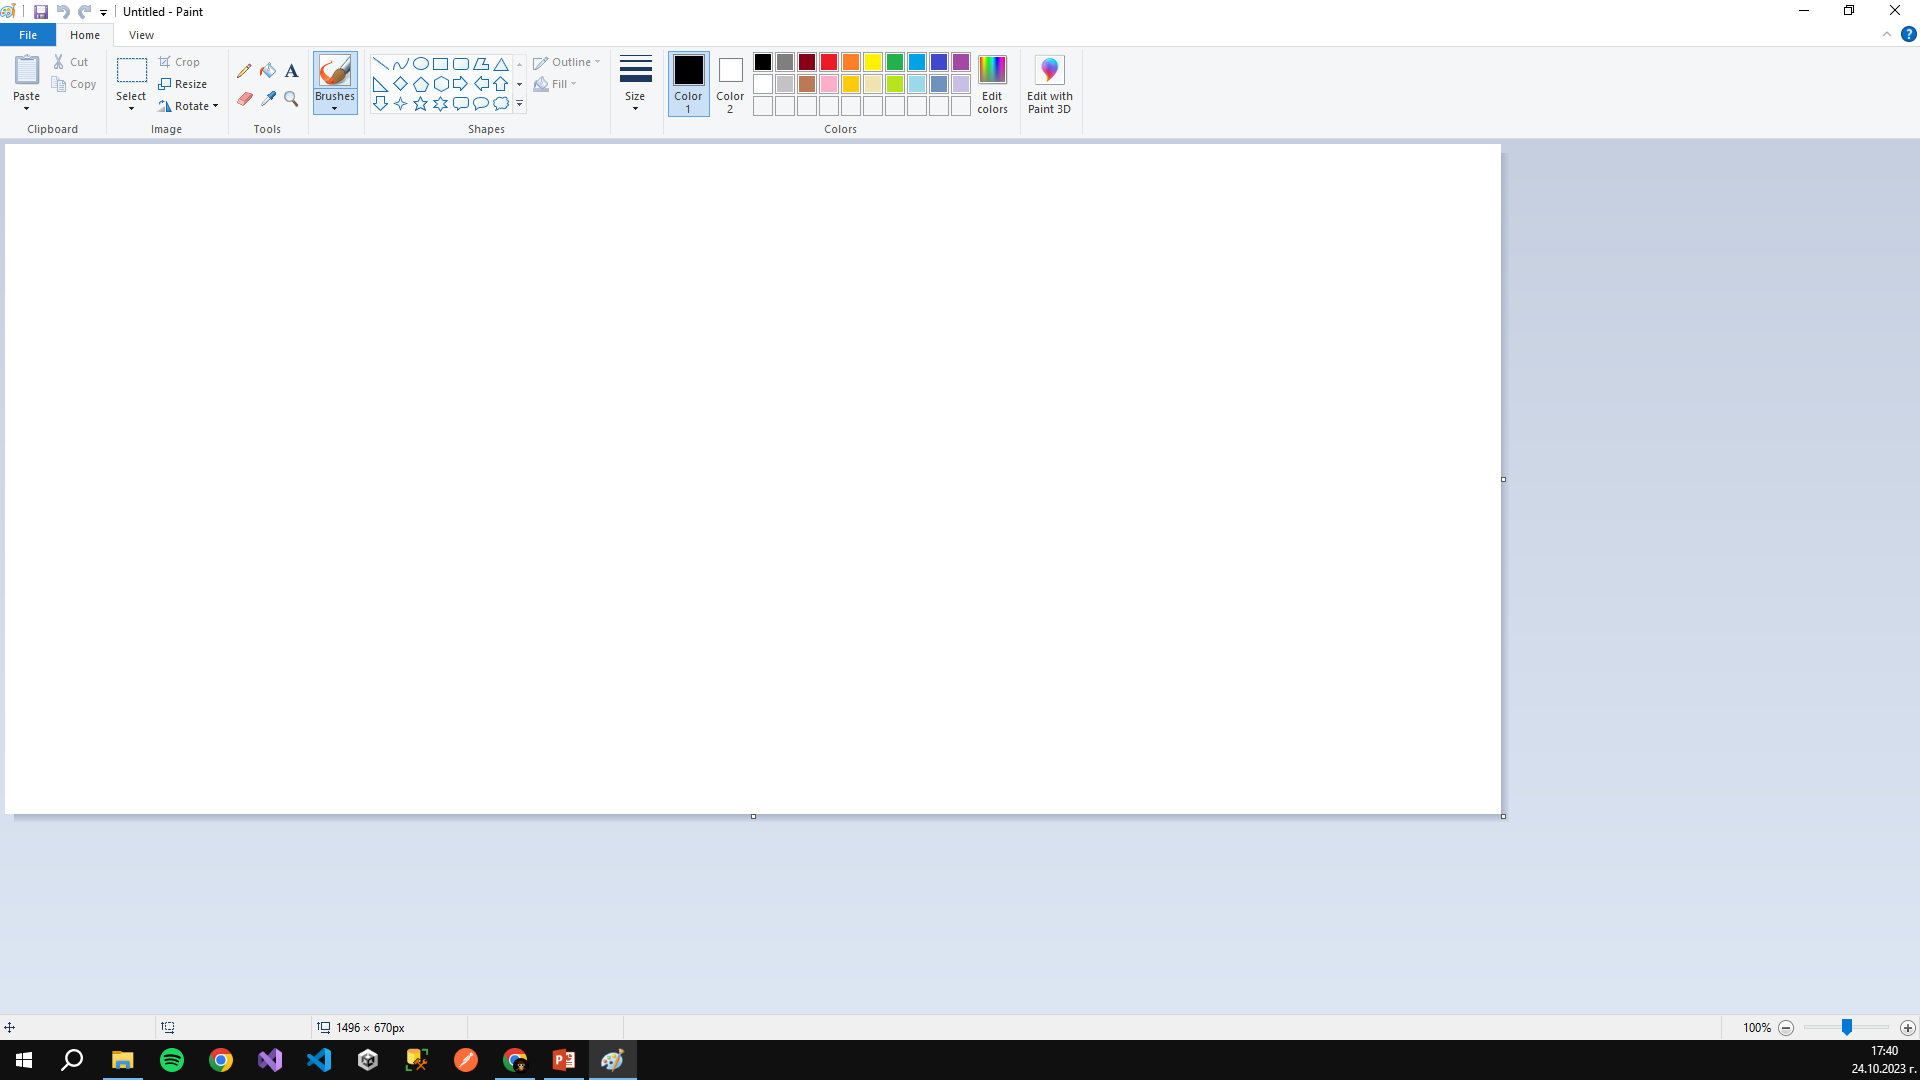 Untitled - Paint
File Home View
Paste
Cut
Copy
Clipboard
Select
Crop
Resize
Rotate
Image
Tools
Brushes
Shapes
Outline
Fill
Size
Color 1
Color 2
Colors
Edit colors
Edit with Paint 3D
1496 × 670px
100%
17:40
24.10.2023 г.